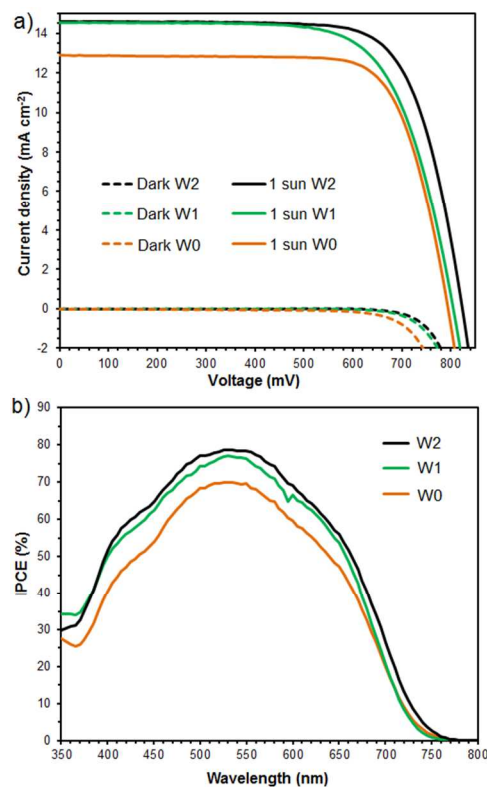 a)
Current density (mA cm-2)
14
12
10
8
6
4
2
0
-2
Dark W2
1 sun W2
Dark W1
1 sun W1
Dark W0
1 sun W0
0 100 200 300 400 500 600 700 800
Voltage (mV)
b)
IPCE (%)
90
80
70
60
50
40
30
20
10
0
W2
W1
W0
350 400 450 500 550 600 650 700 750 800
Wavelength (nm)